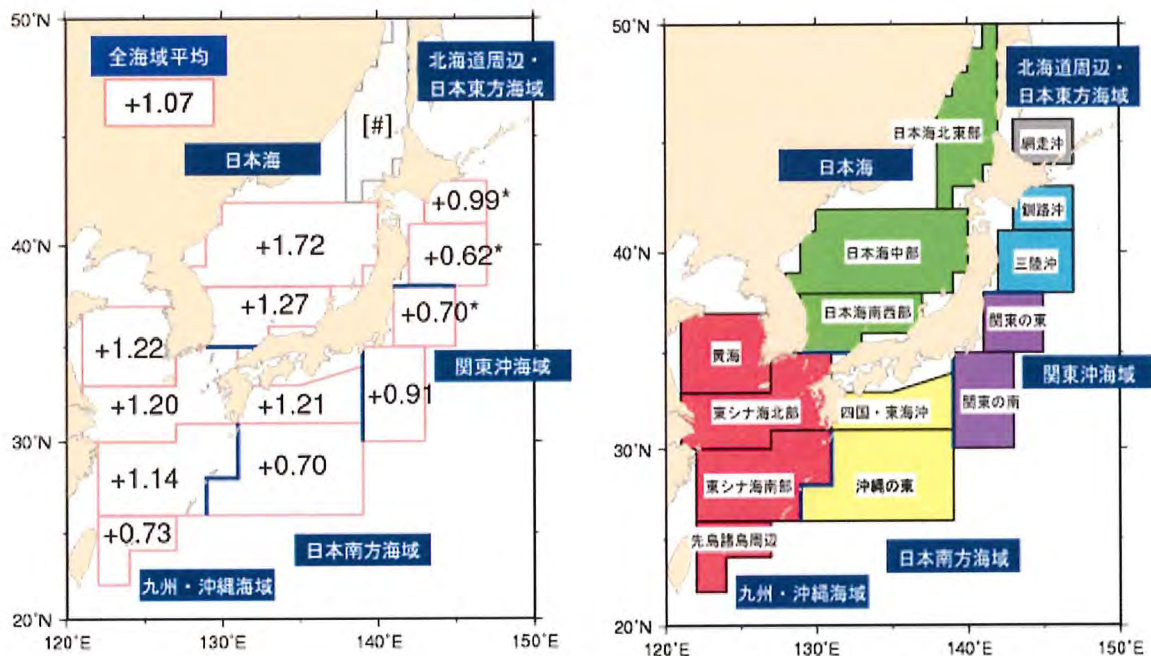 50˚N
40˚N
30˚N
20˚N
120˚E
130˚E
140˚E
150˚E
全海域平均
+1.07
北海道周辺・
日本東方海域
[#]
日本海
+0.99*
+1.72
+0.62*
+1.27
+0.70*
+1.22
関東沖海域
+1.20
+1.21
+0.91
+1.14
+0.70
+0.73
日本南方海域
九州・沖縄海域
50˚N
40˚N
30˚N
20˚N
120˚E
130˚E
140˚E
150˚E
北海道周辺・
日本東方海域
日本海北東部
網走沖
日本海
釧路沖
日本海中部
三陸沖
日本海南西部
関東の東
黄海
関東沖海域
東シナ海北部
四国・東海沖
関東の南
東シナ海南部
沖縄の東
先島諸島周辺
日本南方海域
九州・沖縄海域